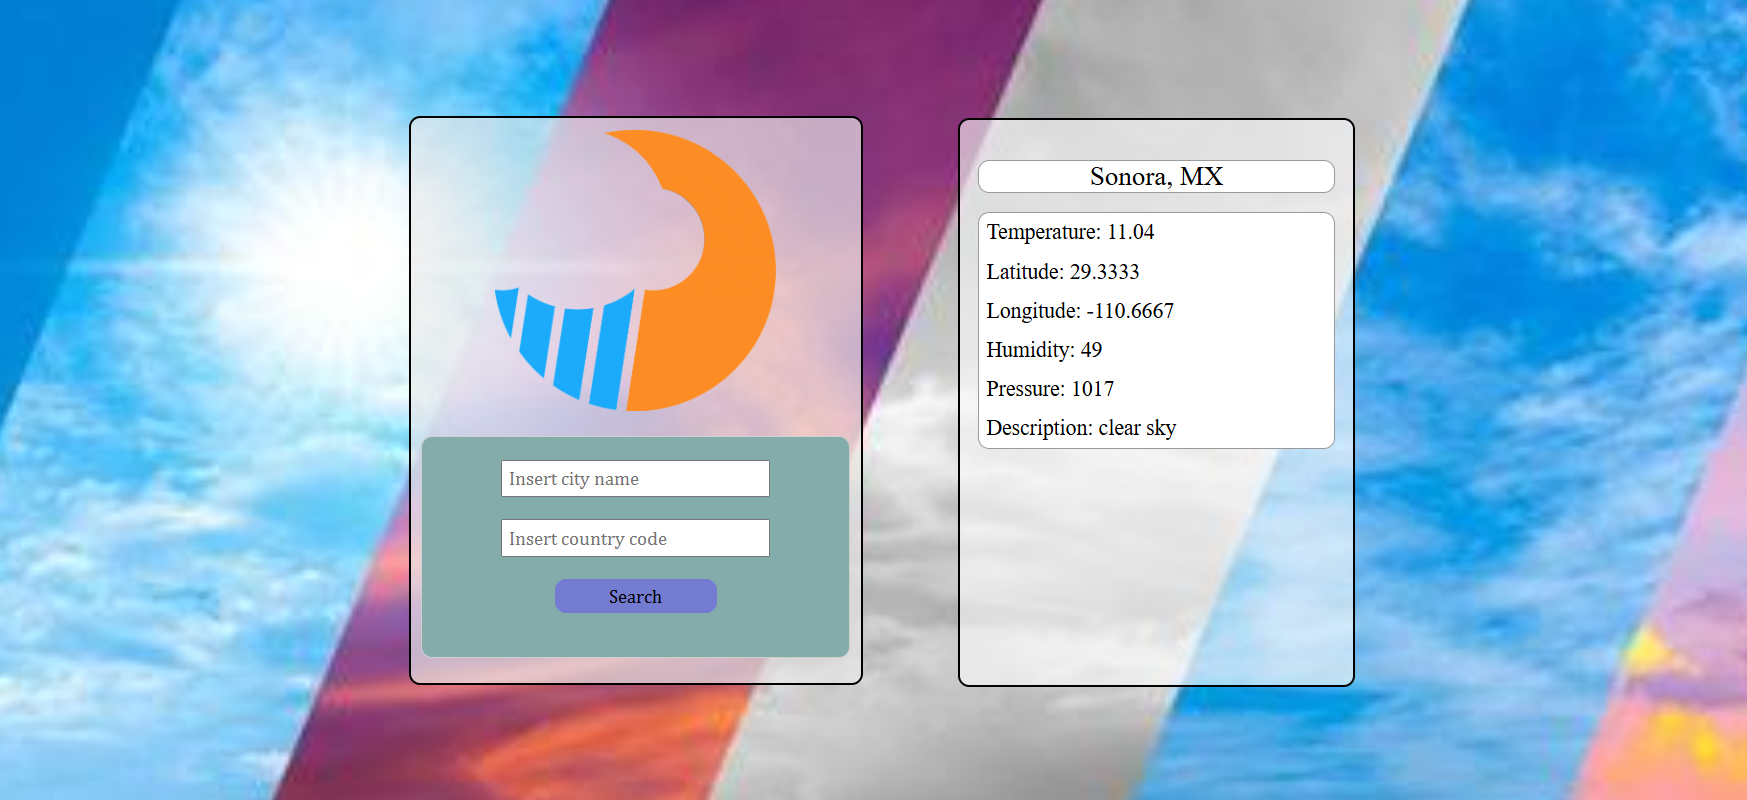 Insert city name
Insert country code
Search
Sonora, MX
Temperature: 11.04
Latitude: 29.3333
Longitude: -110.6667
Humidity: 49
Pressure: 1017
Description: clear sky